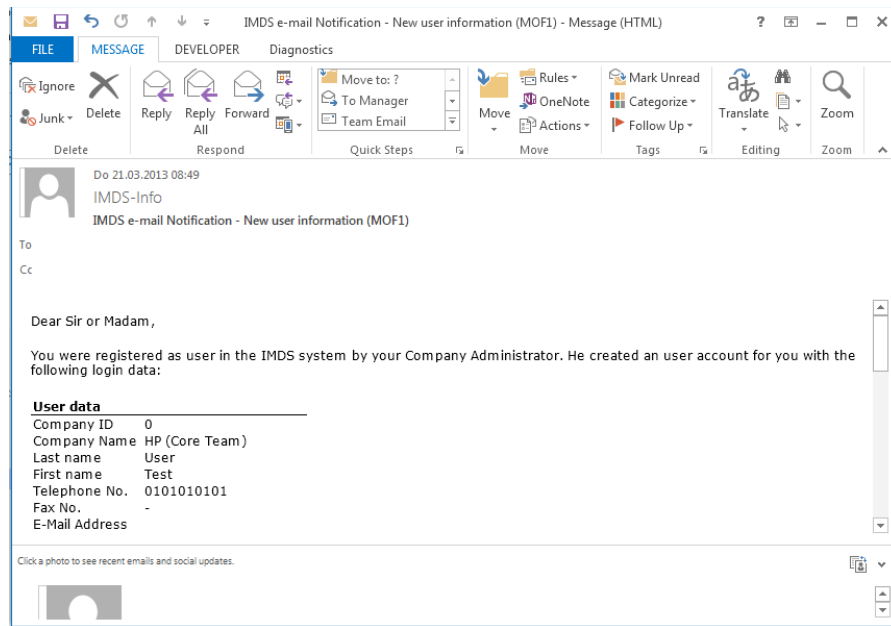 IMDS e-mail Notification - New user information (MOF1) - Message (HTML)
FILE MESSAGE DEVELOPER Diagnostics
Ignore
Junk
Delete
Reply
Reply All
Forward
Move to: ?
To Manager
Team Email
Move
Rules
OneNote
Actions
Mark Unread
Categorize
Follow Up
Translate
Zoom
Delete Respond Quick Steps Move Tags Editing Zoom
Do 21.03.2013 08:49
IMDS-Info
IMDS e-mail Notification - New user information (MOF1)
To
Cc
Dear Sir or Madam,
You were registered as user in the IMDS system by your Company Administrator. He created an user account for you with the
following login data:
User data
Company ID 0
Company Name HP (Core Team)
Last name User
First name Test
Telephone No. 0101010101
Fax No. -
E-Mail Address
Click a photo to see recent emails and social updates.